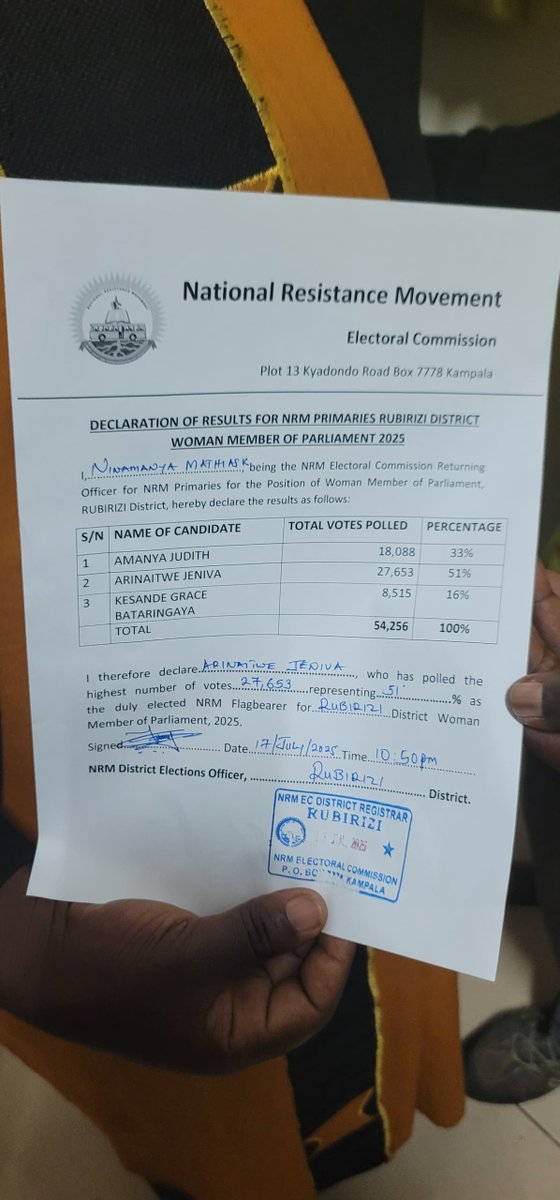 National Resistance Movement
Electoral Commission
Plot 13 Kyadondo Road Box 7778 Kampala
DECLARATION OF RESULTS FOR NRM PRIMARIES RUBIRIZI DISTRICT
WOMAN MEMBER OF PARLIAMENT 2025
I, NINAMANYA MATHIAS K, being the NRM Electoral Commission Returning
Officer for NRM Primaries for the Position of Woman Member of Parliament,
RUBIRIZI District, hereby declare the results as follows:
S/N NAME OF CANDIDATE TOTAL VOTES POLLED PERCENTAGE
1 AMANYA JUDITH 18,088 33%
2 ARINAITWE JENIVA 27,653 51%
3 KESANDE GRACE BATARINGAYA 8,515 16%
TOTAL 54,256 100%
I therefore declare ARINAITWE JENIVA, who has polled the
highest number of votes 27,653 representing 51 % as
the duly elected NRM Flagbearer for RUBIRIZI District Woman
Member of Parliament, 2025.
Signed Date 17/JULY/2025 Time 10:50pm
NRM District Elections Officer, RUBIRIZI District.
NRM EC DISTRICT REGISTRAR
RUBIRIZI
2025
NRM ELECTORAL COMMISSION
P. O. BOX 7778 KAMPALA